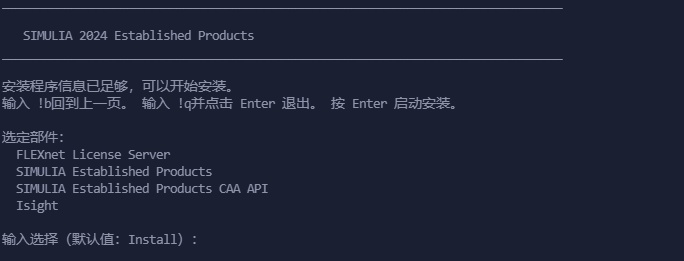 SIMULIA 2024 Established Products
安装程序信息已足够，可以开始安装。
输入 !b回到上一页。 输入 !q并点击 Enter 退出。 按 Enter 启动安装。
选定部件：
FLEXnet License Server
SIMULIA Established Products
SIMULIA Established Products CAA API
Isight
输入选择（默认值：Install）：